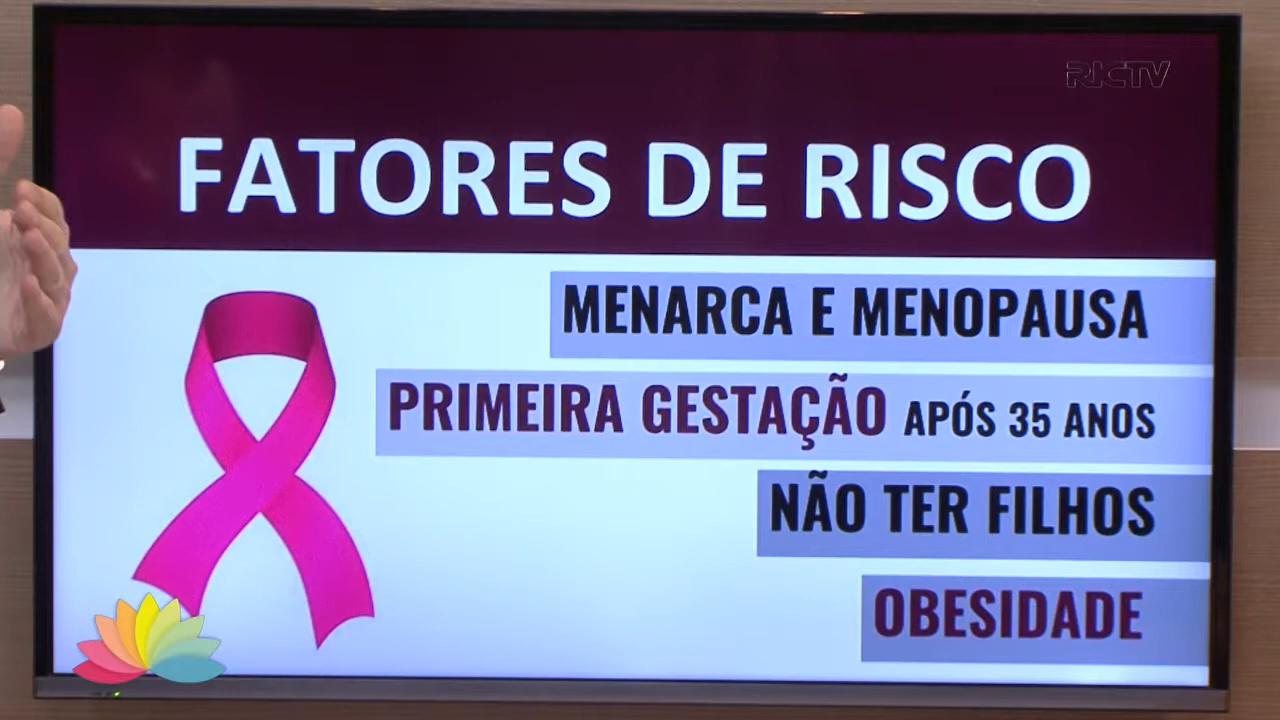 RICTV
FATORES DE RISCO
MENARCA E MENOPAUSA
PRIMEIRA GESTAÇÃO APÓS 35 ANOS
NÃO TER FILHOS
OBESIDADE